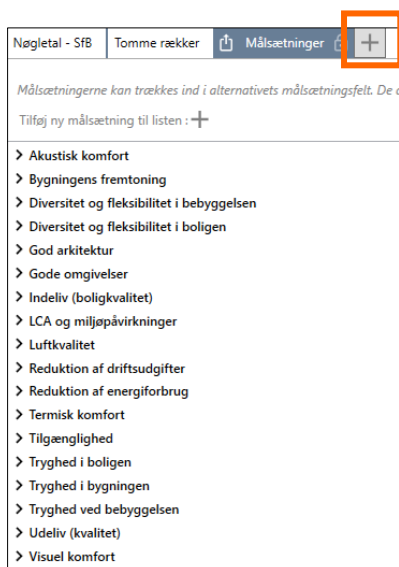 Nøgletal - SfB Tomme rækker Målsætninger
Målsætningerne kan trækkes ind i alternativets målsætningsfelt. De
Tilføj ny målsætning til listen :
Akustisk komfort
Bygningens fremtoning
Diversitet og fleksibilitet i bebyggelsen
Diversitet og fleksibilitet i boligen
God arkitektur
Gode omgivelser
Indeliv (boligkvalitet)
LCA og miljøpåvirkninger
Luftkvalitet
Reduktion af driftsudgifter
Reduktion af energiforbrug
Termisk komfort
Tilgænglighed
Tryghed i boligen
Tryghed i bygningen
Tryghed ved bebyggelsen
Udeliv (kvalitet)
Visuel komfort